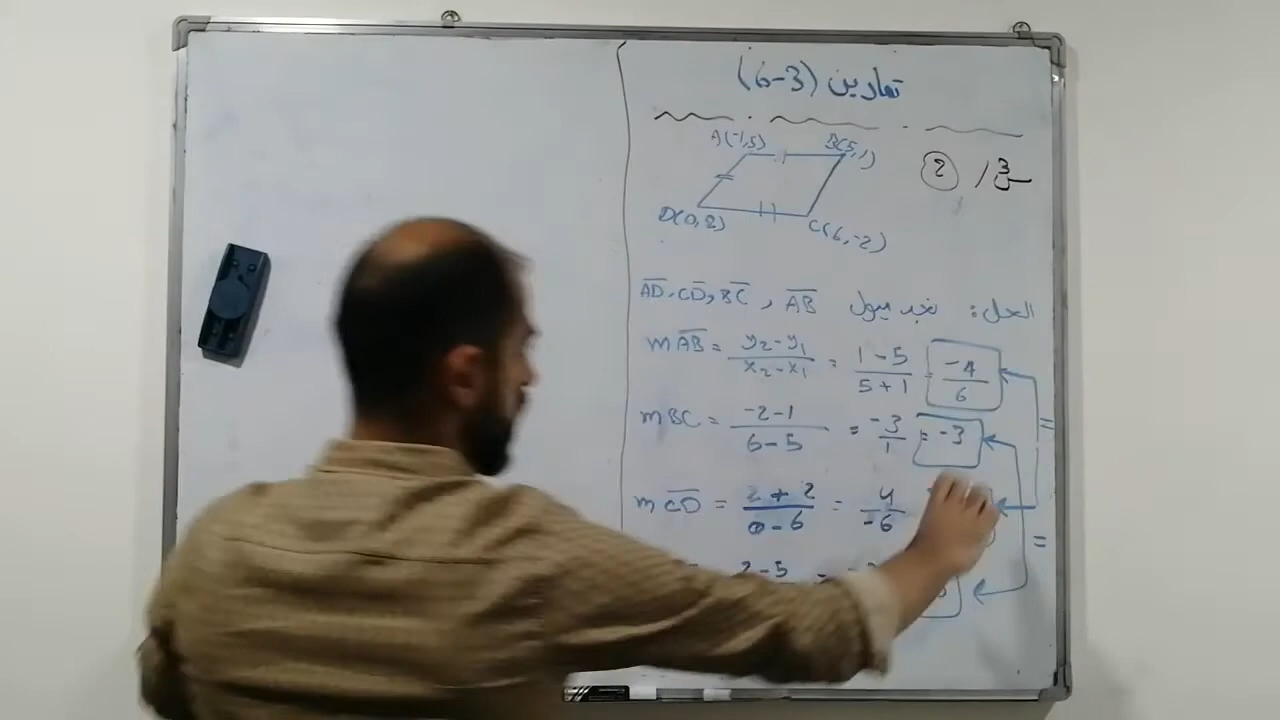 تمارين (3-6)
A(-1,5) B(5,1)
س3 / 2
D(0,2) C(6,-2)
الحل: نجد ميول AB , BC , CD , AD
mAB = y2-y1 / x2-x1 = 1-5 / 5+1 = -4/6
mBC = -2-1 / 6-5 = -3/1 = -3
=
mCD = 2+2 / 0-6 = 4/-6
=
2-5 =